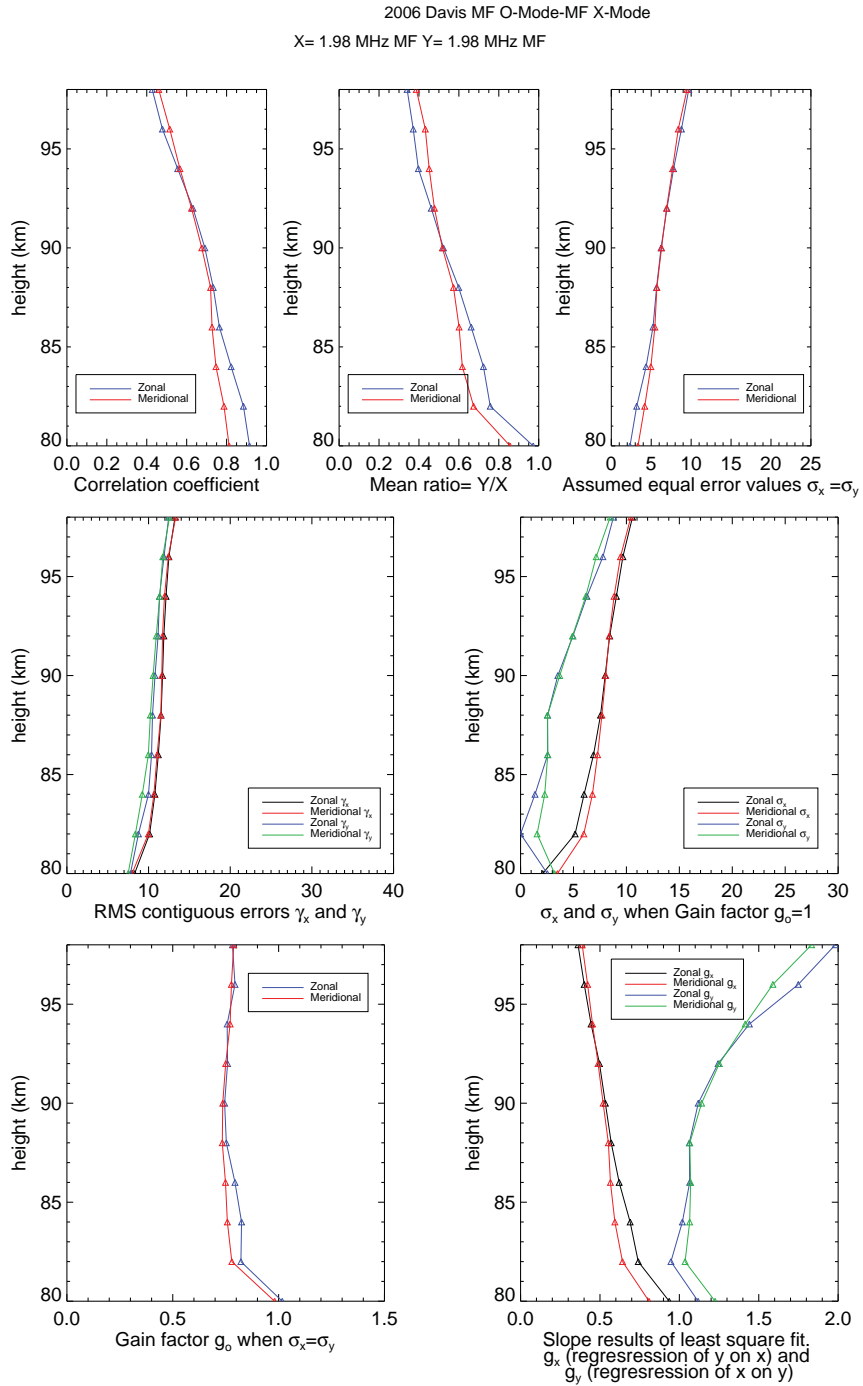 2006 Davis MF O-Mode-MF X-Mode
X= 1.98 MHz MF Y= 1.98 MHz MF
height (km)
95
90
85
80
Zonal
Meridional
0.0 0.2 0.4 0.6 0.8 1.0
Correlation coefficient
height (km)
95
90
85
80
Zonal
Meridional
0.0 0.2 0.4 0.6 0.8 1.0
Mean ratio= Y/X
height (km)
95
90
85
80
Zonal
Meridional
0 5 10 15 20 25
Assumed equal error values σx =σy
height (km)
95
90
85
80
Zonal γx
Meridional γx
Zonal γy
Meridional γy
0 10 20 30 40
RMS contiguous errors γx and γy
height (km)
95
90
85
80
Zonal σx
Meridional σx
Zonal σy
Meridional σy
0 5 10 15 20 25 30
σx and σy when Gain factor go=1
height (km)
95
90
85
80
Zonal
Meridional
0.0 0.5 1.0 1.5
Gain factor go when σx=σy
height (km)
95
90
85
80
Zonal gx
Meridional gx
Zonal gy
Meridional gy
0.0 0.5 1.0 1.5 2.0
Slope results of least square fit.
gx (regresression of y on x) and
gy (regresression of x on y)